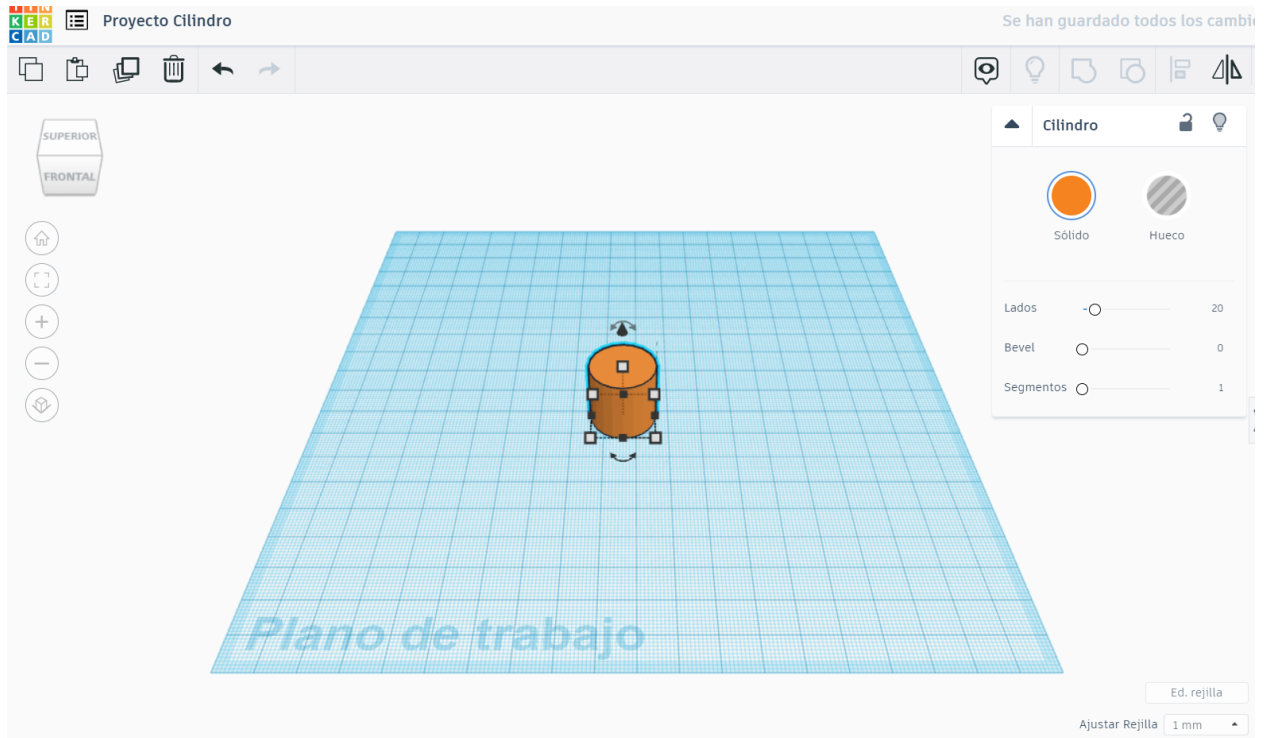 TIN
KER
CAD
Proyecto Cilindro
Se han guardado todos los cambi
SUPERIOR
FRONTAL
Cilindro
Sólido
Hueco
Lados
20
Bevel
0
Segmentos
1
Plano de trabajo
Ed. rejilla
Ajustar Rejilla
1 mm